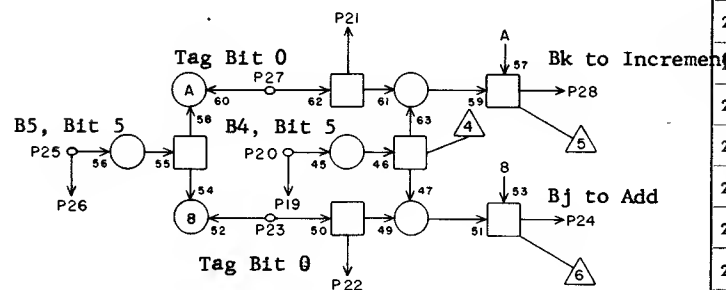 P21
A
Tag Bit 0
57
Bk to Incremen
P27
A
60
62
61
59
P28
58
63
B5, Bit 5
B4, Bit 5
4
5
P25
56
55
P20
45
46
P26
54
P19
47
8
53
Bj to Add
8
52
P23
50
49
51
P24
Tag Bit 0
P22
6